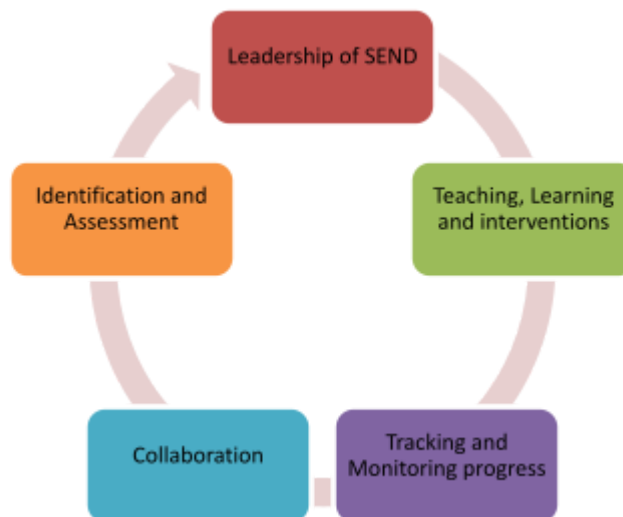 Leadership of SEND
Teaching, Learning
and interventions
Tracking and
Monitoring progress
Collaboration
Identification and
Assessment